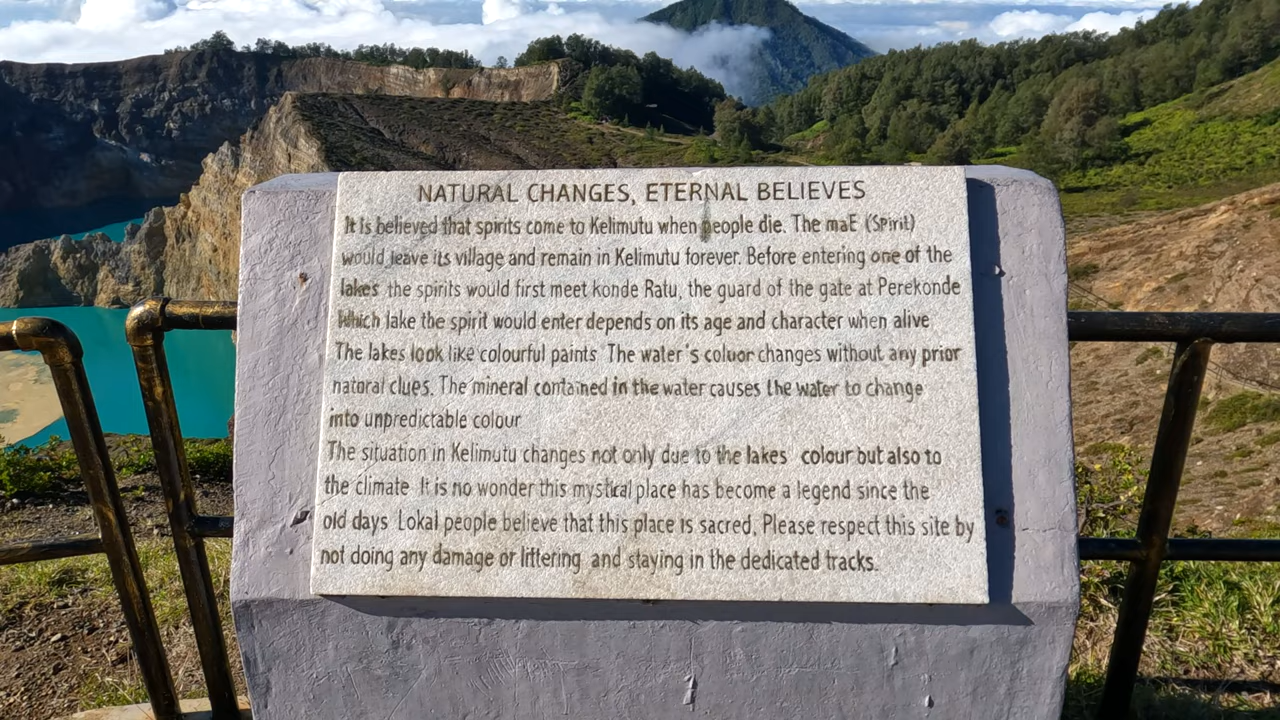 NATURAL CHANGES, ETERNAL BELIEVES
It is believed that spirits come to Kelimutu when people die. The maE (Spirit)
would leave its village and remain in Kelimutu forever. Before entering one of the
lakes the spirits would first meet konde Ratu, the guard of the gate at Perekonde
Which lake the spirit would enter depends on its age and character when alive
The lakes look like colourful paints The water's coluor changes without any prior
natural clues. The mineral contained in the water causes the water to change
into unpredictable colour
The situation in Kelimutu changes not only due to the lakes' colour but also to
the climate It is no wonder this mystical place has become a legend since the
old days Lokal people believe that this place is sacred. Please respect this site by
not doing any damage or littering and staying in the dedicated tracks.